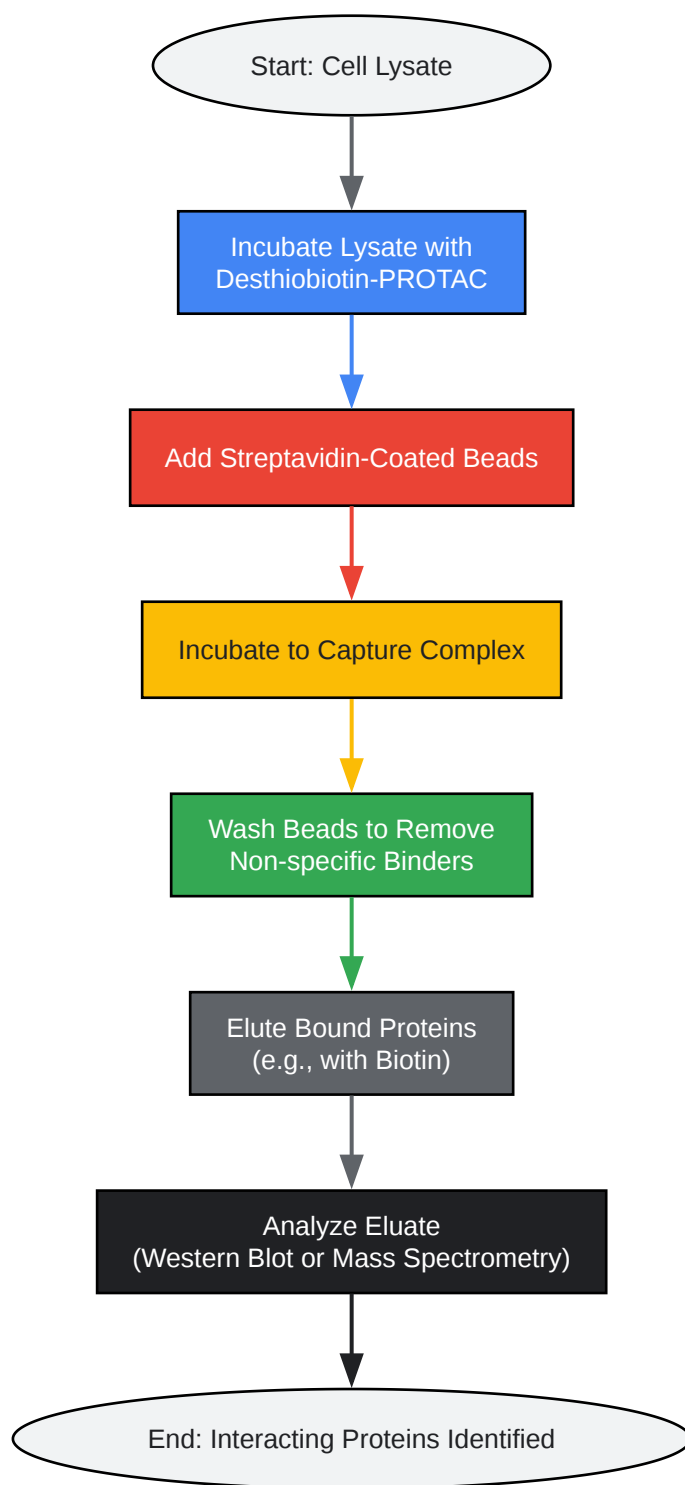 Start: Cell Lysate
Incubate Lysate with
Desthiobiotin-PROTAC
Add Streptavidin-Coated Beads
Incubate to Capture Complex
Wash Beads to Remove
Non-specific Binders
Elute Bound Proteins
(e.g., with Biotin)
Analyze Eluate
(Western Blot or Mass Spectrometry)
End: Interacting Proteins Identified